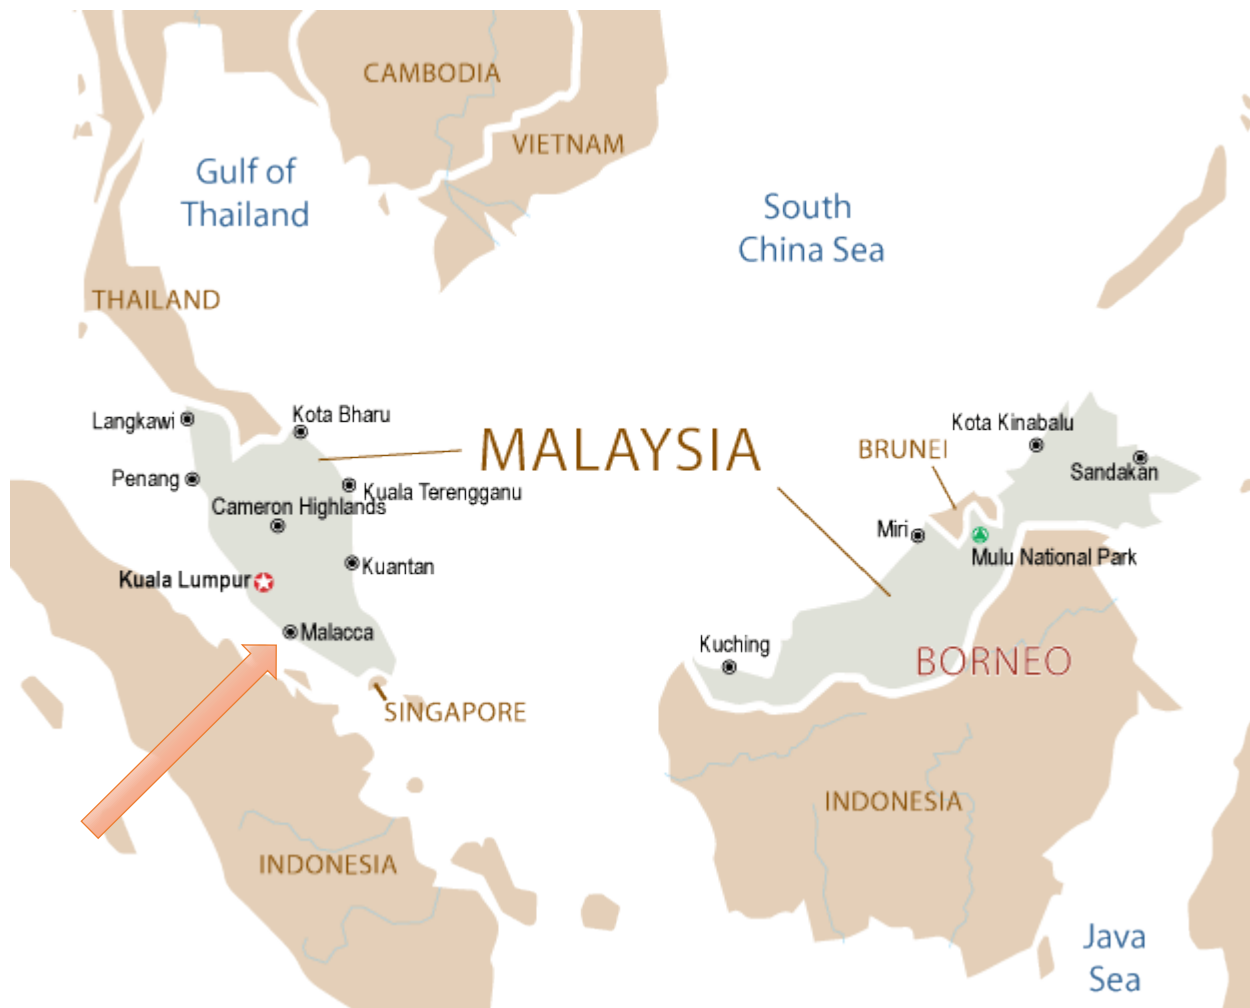 CAMBODIA
VIETNAM
Gulf of
Thailand
South
China Sea
THAILAND
Langkawi
Kota Bharu
MALAYSIA
Kota Kinabalu
BRUNEI
Sandakan
Penang
Kuala Terengganu
Cameron Highlands
Miri
Mulu National Park
Kuantan
Kuala Lumpur
Malacca
Kuching
BORNEO
SINGAPORE
INDONESIA
INDONESIA
Java
Sea